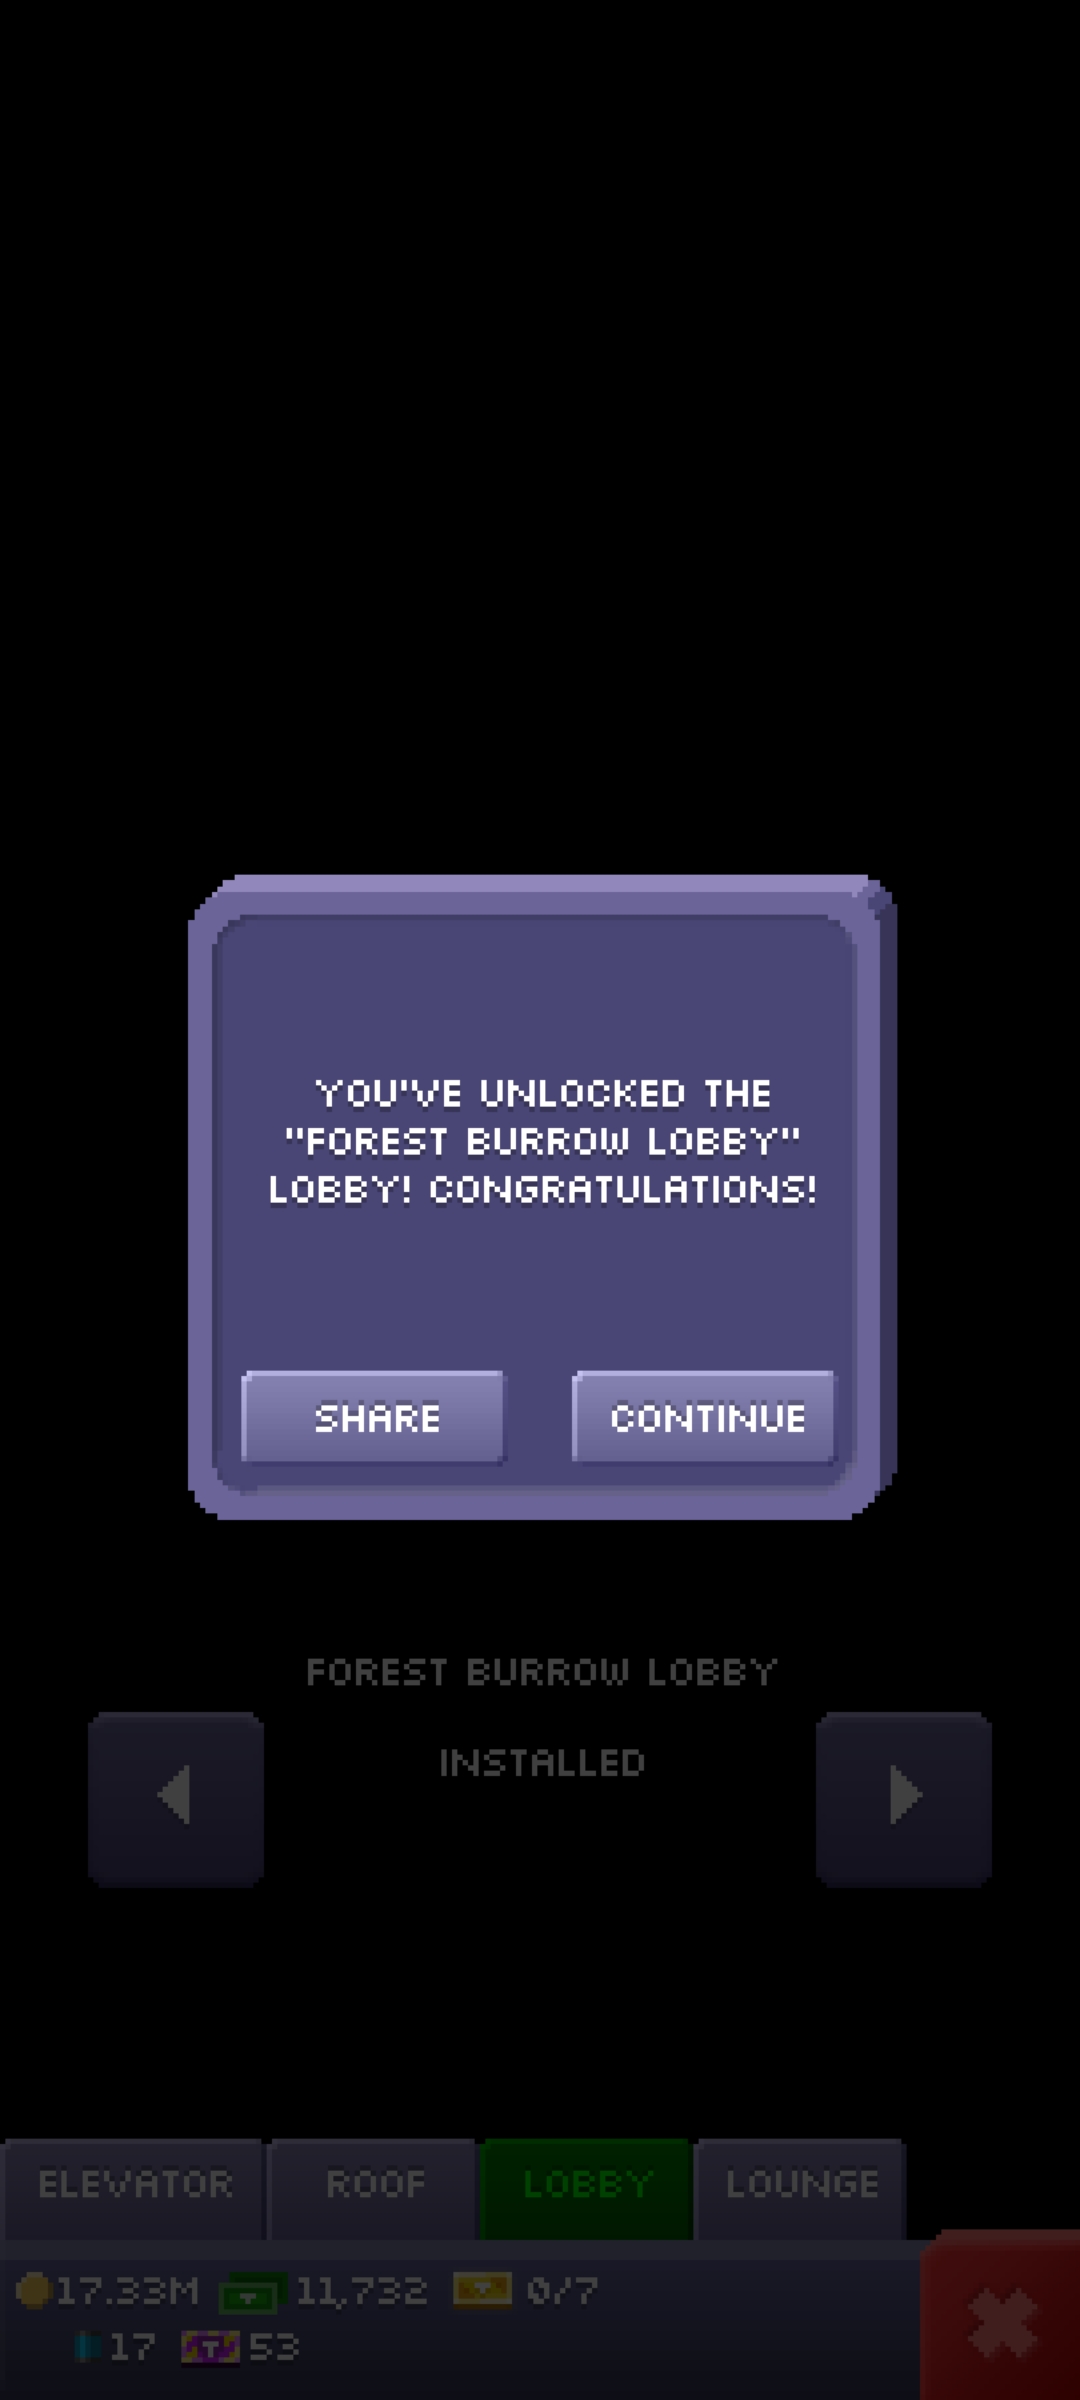 YOU'VE UNLOCKED THE
"FOREST BURROW LOBBY"
LOBBY! CONGRATULATIONS!
SHARE
CONTINUE
FOREST BURROW LOBBY
INSTALLED
ELEVATOR
ROOF
LOBBY
LOUNGE
17.33M 11,732 0/7
17 T 53